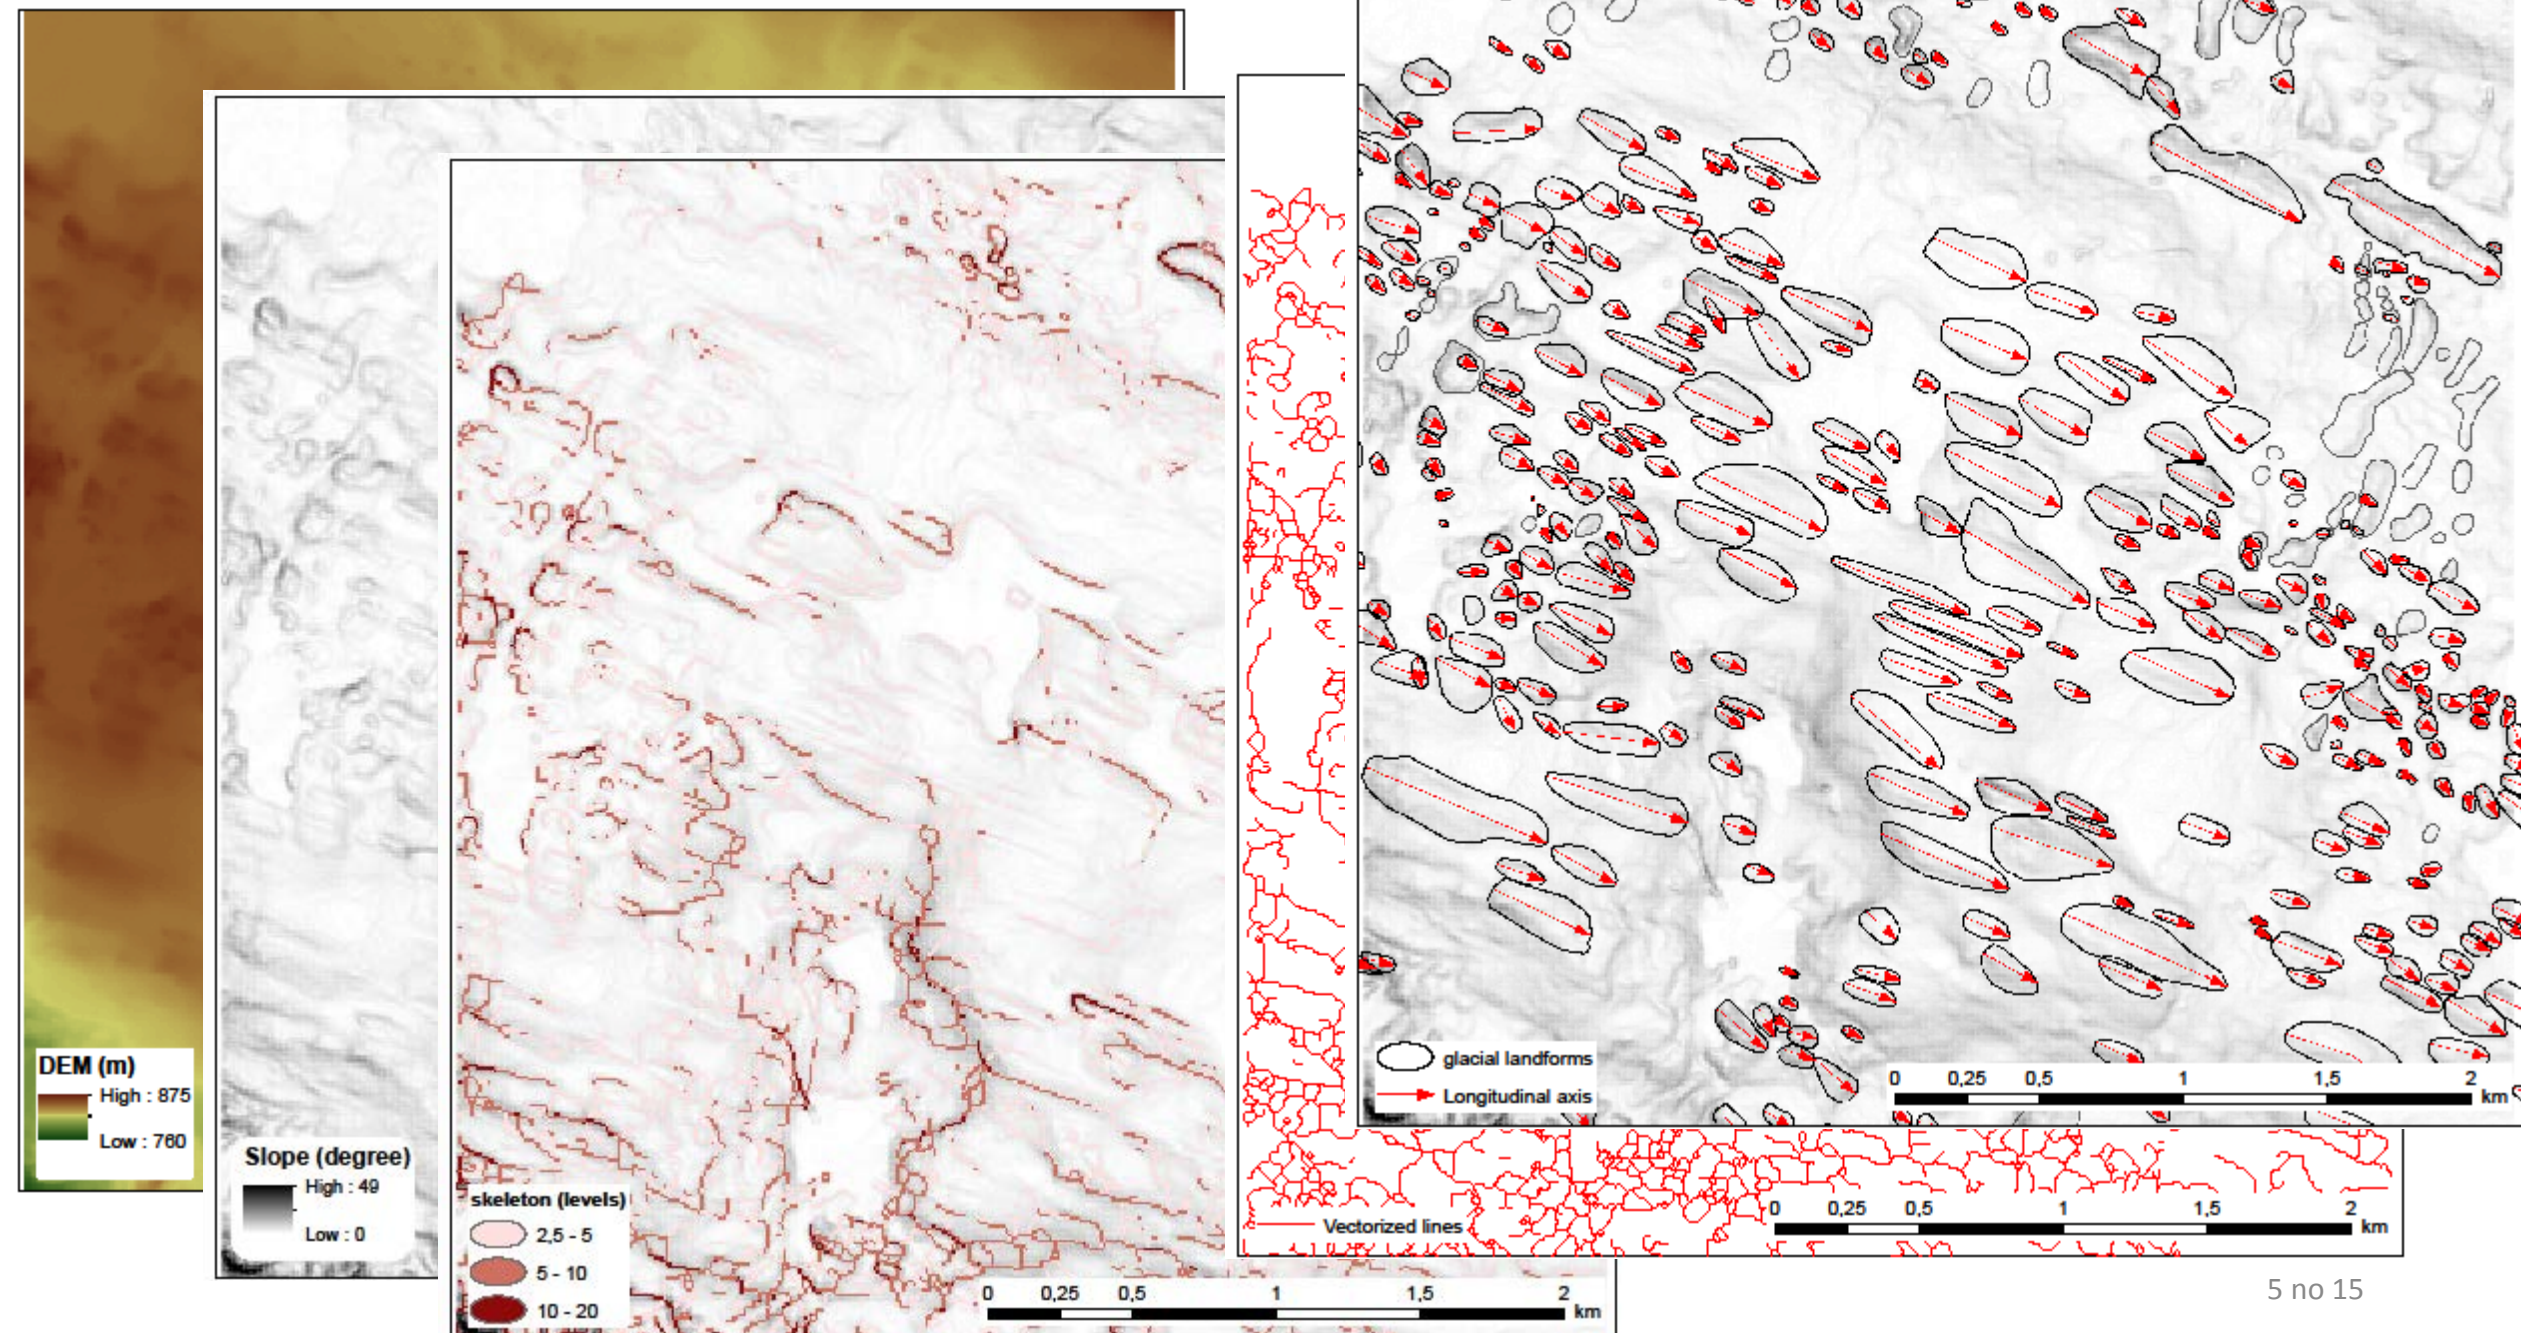 DEM (m)
High : 875
Low : 760
Slope (degree)
High : 49
Low : 0
skeleton (levels)
2,5 - 5
5 - 10
10 - 20
0 0,25 0,5 1 1,5 2
km
Vectorized lines
0 0,25 0,5 1 1,5 2
km
glacial landforms
Longitudinal axis
0 0,25 0,5 1 1,5 2
km
5 no 15